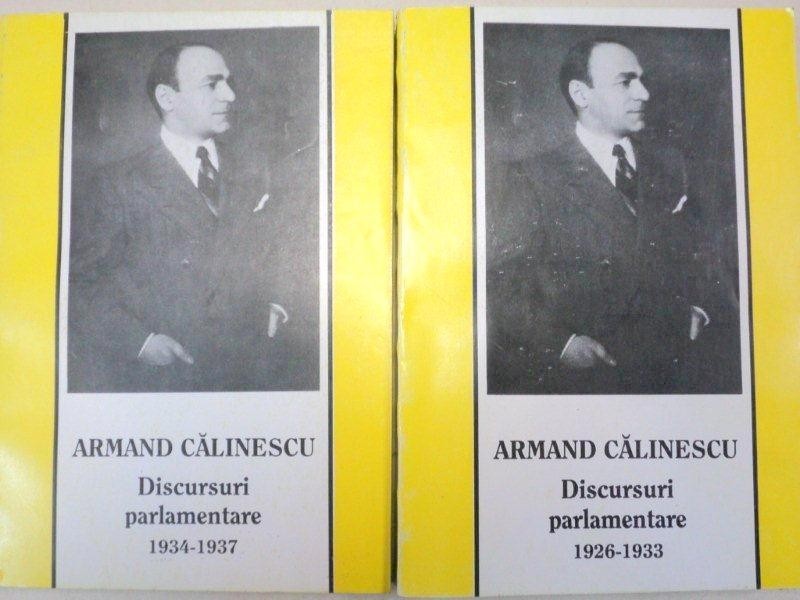 ARMAND CĂLINESCU
Discursuri
parlamentare
1934-1937
ARMAND CĂLINESCU
Discursuri
parlamentare
1926-1933